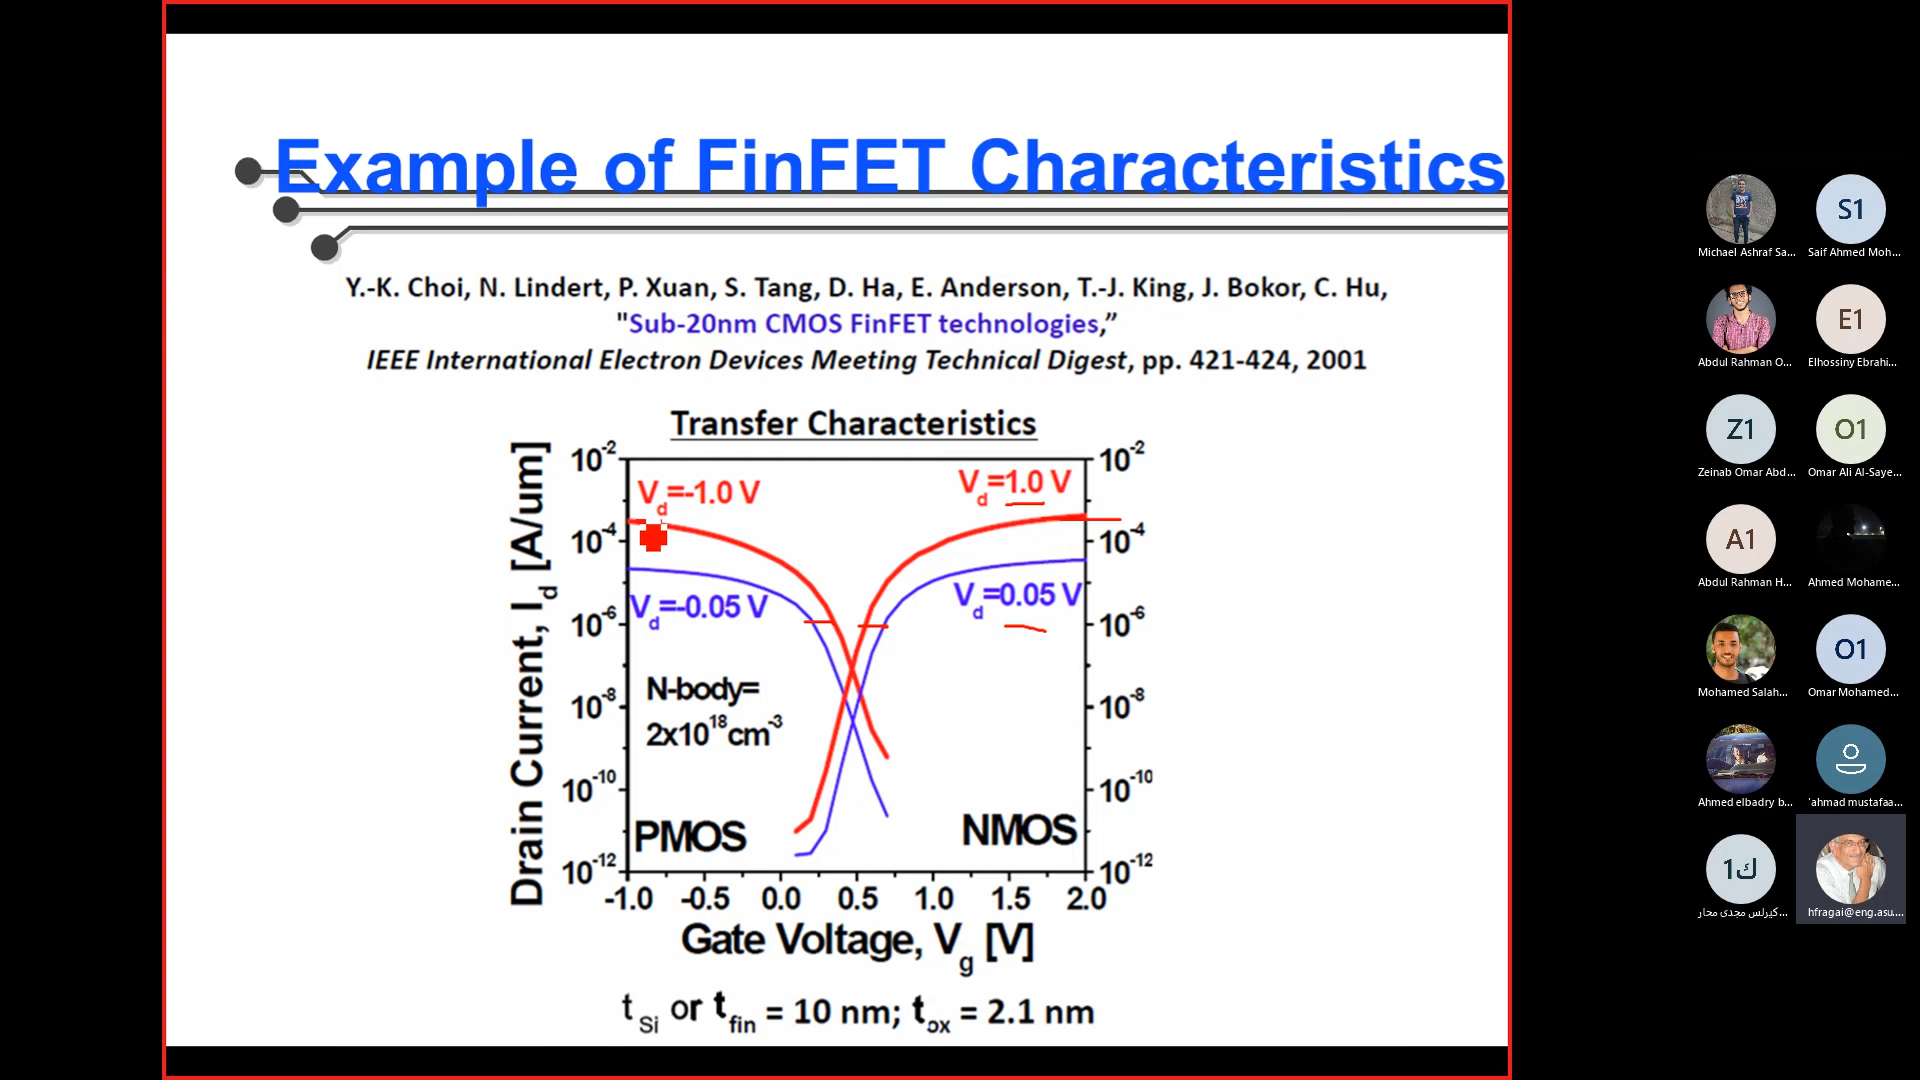 Example of FinFET Characteristics
Y.-K. Choi, N. Lindert, P. Xuan, S. Tang, D. Ha, E. Anderson, T.-J. King, J. Bokor, C. Hu,
"Sub-20nm CMOS FinFET technologies,”
IEEE International Electron Devices Meeting Technical Digest, pp. 421-424, 2001
Transfer Characteristics
Drain Current, Id [A/um]
10-2
10-4
10-6
10-8
10-10
10-12
Vd=-1.0 V
Vd=1.0 V
Vd=-0.05 V
Vd=0.05 V
N-body=
2x1018cm-3
PMOS
NMOS
10-2
10-4
10-6
10-8
10-10
10-12
-1.0 -0.5 0.0 0.5 1.0 1.5 2.0
Gate Voltage, Vg [V]
tSi or tfin = 10 nm; tox = 2.1 nm
Michael Ashraf Sa...
S1
Saif Ahmed Moh...
Abdul Rahman O...
E1
Elhossiny Ebrahi...
Z1
Zeinab Omar Abd...
O1
Omar Ali Al-Saye...
A1
Abdul Rahman H...
Ahmed Mohame...
Mohamed Salah...
O1
Omar Mohamed...
Ahmed elbadry b...
'ahmad mustafaa...
ك1
كيرلس مجدى محار...
hfragai@eng.asu....